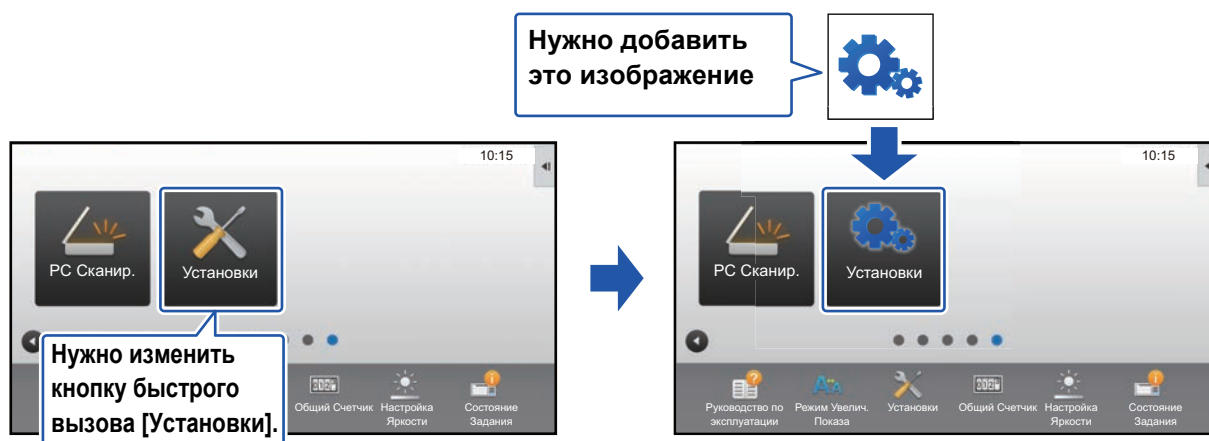 Нужно добавить
это изображение
10:15
PC Сканир.
Установки
Нужно изменить
кнопку быстрого
вызова [Установки].
Общий Счетчик
Настройка
Яркости
Состояние
Задания
10:15
PC Сканир.
Установки
Руководство по
эксплуатации
Режим Увелич.
Показа
Установки
Общий Счетчик
Настройка
Яркости
Состояние
Задания